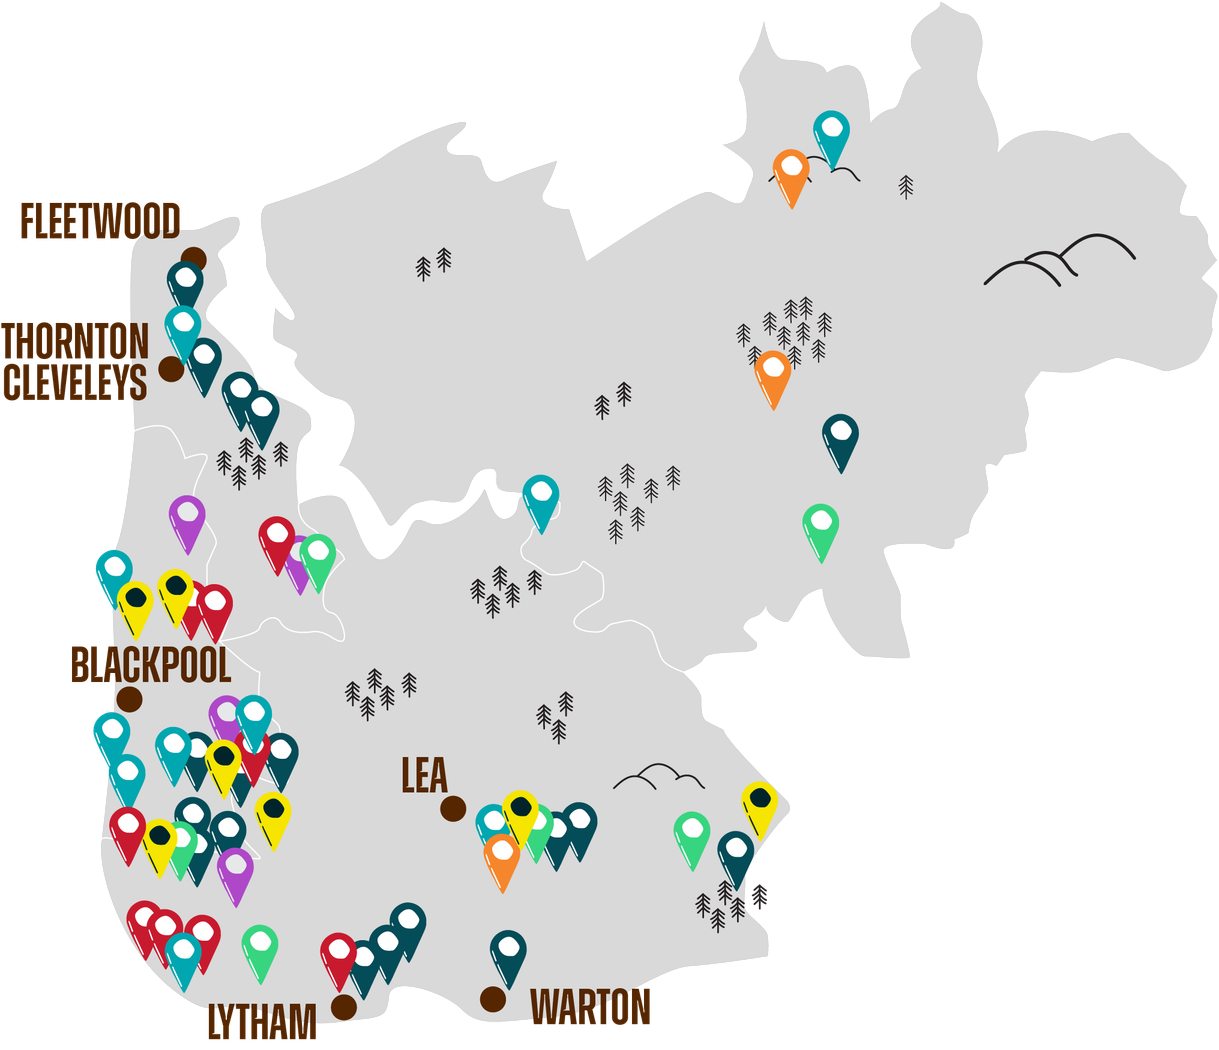 FLEETWOOD
THORNTON
CLEVELEYS
BLACKPOOL
LEA
LYTHAM
WARTON